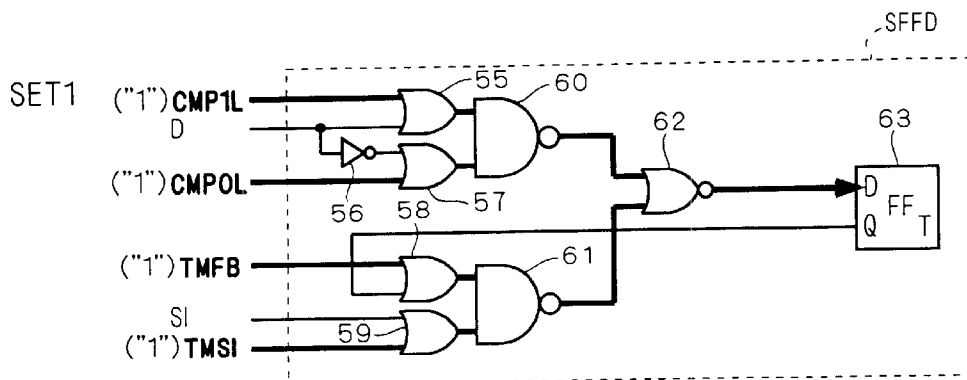 SFFD
SET1
("1") CMP1L
D
("1") CMP0L
("1") TMFB
SI
("1") TMSI
55
60
56
57
58
59
61
62
63
D
FF
Q
T